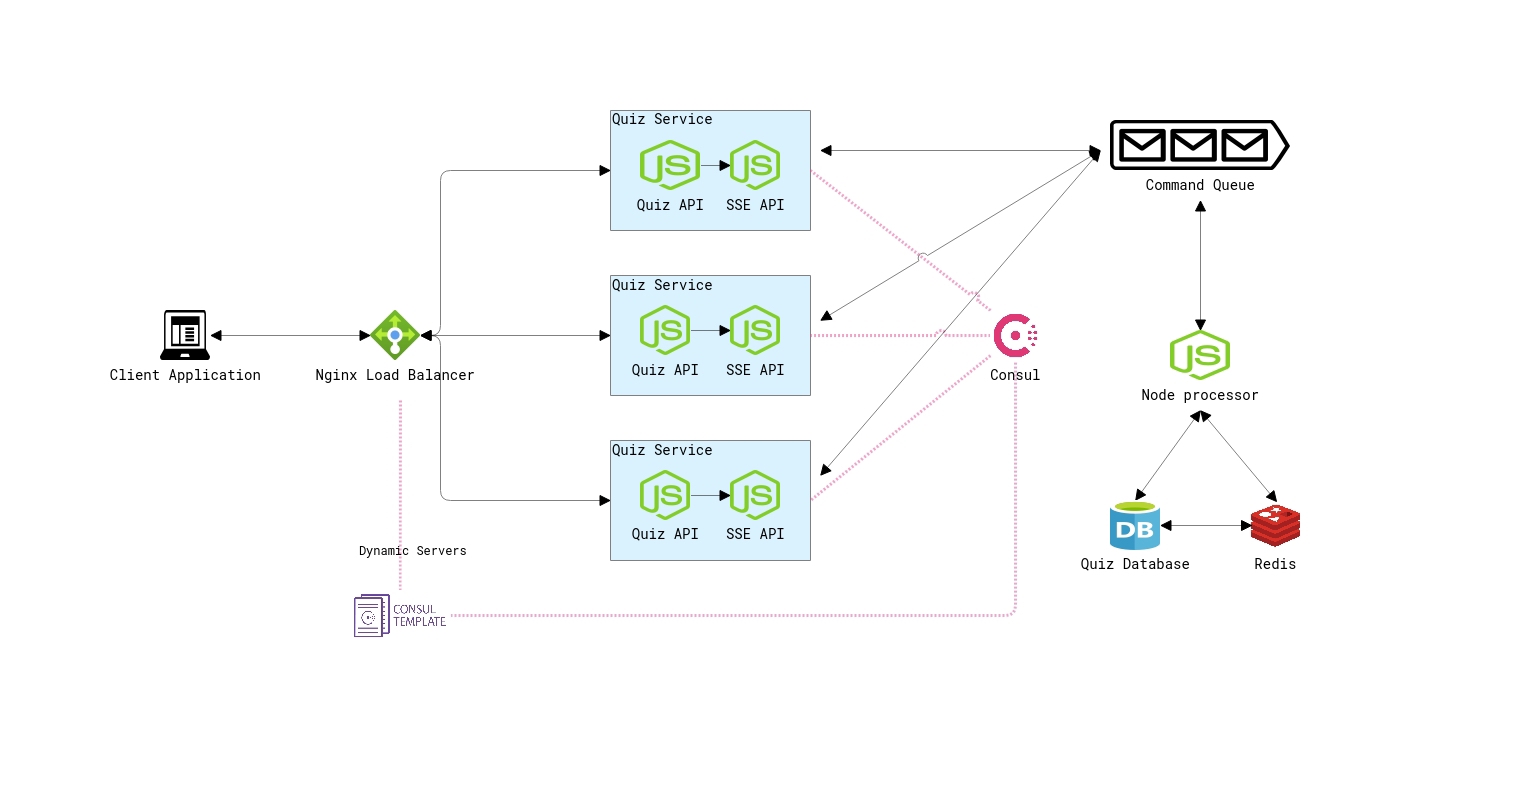 Quiz Service
JS
JS
Quiz API
SSE API
Command Queue
Quiz Service
JS
JS
Quiz API
SSE API
Client Application
Nginx Load Balancer
Consul
JS
Node processor
Quiz Service
JS
JS
Quiz API
SSE API
Dynamic Servers
DB
Quiz Database
Redis
CONSUL
TEMPLATE